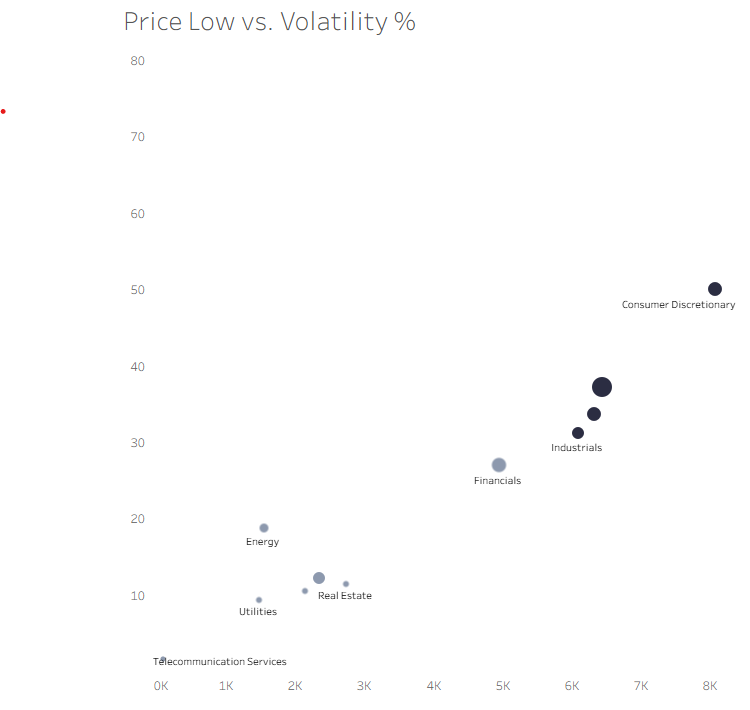 Price Low vs. Volatility %
80
70
60
50
Consumer Discretionary
40
30
Industrials
Financials
20
Energy
10
Real Estate
Utilities
Telecommunication Services
0K 1K 2K 3K 4K 5K 6K 7K 8K